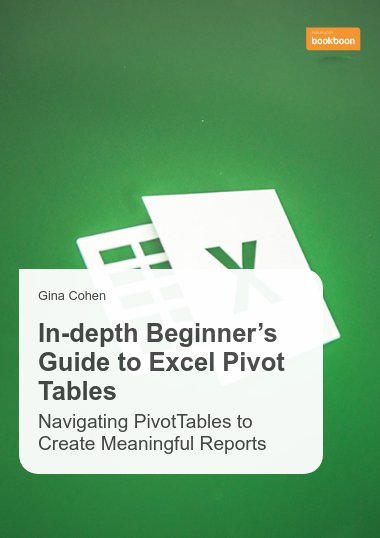 bookboon
Gina Cohen
In-depth Beginner’s
Guide to Excel Pivot
Tables
Navigating PivotTables to
Create Meaningful Reports
X